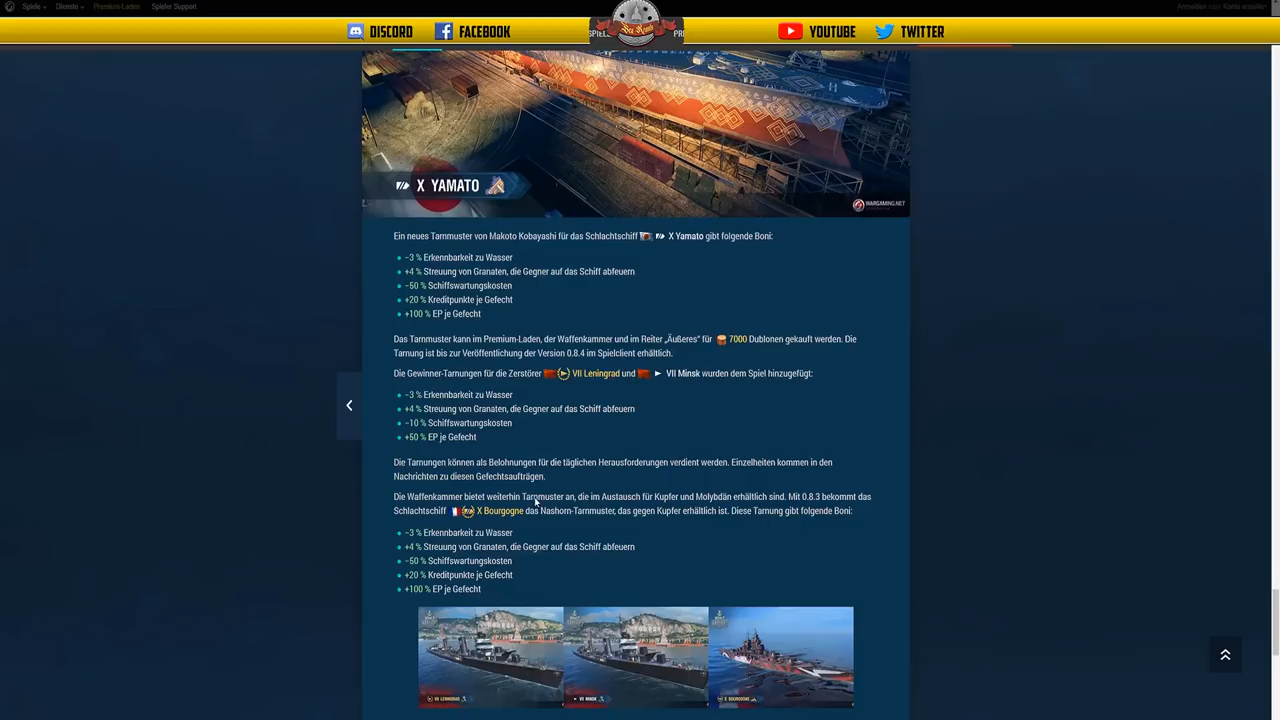 Spiele Dienste Premium-Laden Spieler Support
Anmelden von Konto erstellen
DISCORD FACEBOOK YOUTUBE TWITTER
X YAMATO
WARGAMING.NET
Ein neues Tarnmuster von Makoto Kobayashi für das Schlachtschiff X Yamato gibt folgende Boni:
−3 % Erkennbarkeit zu Wasser
+4 % Streuung von Granaten, die Gegner auf das Schiff abfeuern
−50 % Schiffswartungskosten
+20 % Kreditpunkte je Gefecht
+100 % EP je Gefecht
Das Tarnmuster kann im Premium-Laden, der Waffenkammer und im Reiter „Äußeres“ für 7000 Dublonen gekauft werden. Die
Tarnung ist bis zur Veröffentlichung der Version 0.8.4 im Spielclient erhältlich.
Die Gewinner-Tarnungen für die Zerstörer VII Leningrad und VII Minsk wurden dem Spiel hinzugefügt:
−3 % Erkennbarkeit zu Wasser
+4 % Streuung von Granaten, die Gegner auf das Schiff abfeuern
−10 % Schiffswartungskosten
+50 % EP je Gefecht
Die Tarnungen können als Belohnungen für die täglichen Herausforderungen verdient werden. Einzelheiten kommen in den
Nachrichten zu diesen Gefechtsaufträgen.
Die Waffenkammer bietet weiterhin Tarnmuster an, die im Austausch für Kupfer und Molybdän erhältlich sind. Mit 0.8.3 bekommt das
Schlachtschiff X Bourgogne das Nashorn-Tarnmuster, das gegen Kupfer erhältlich ist. Diese Tarnung gibt folgende Boni:
−3 % Erkennbarkeit zu Wasser
+4 % Streuung von Granaten, die Gegner auf das Schiff abfeuern
−50 % Schiffswartungskosten
+20 % Kreditpunkte je Gefecht
+100 % EP je Gefecht
VII LENINGRAD VII MINSK X BOURGOGNE